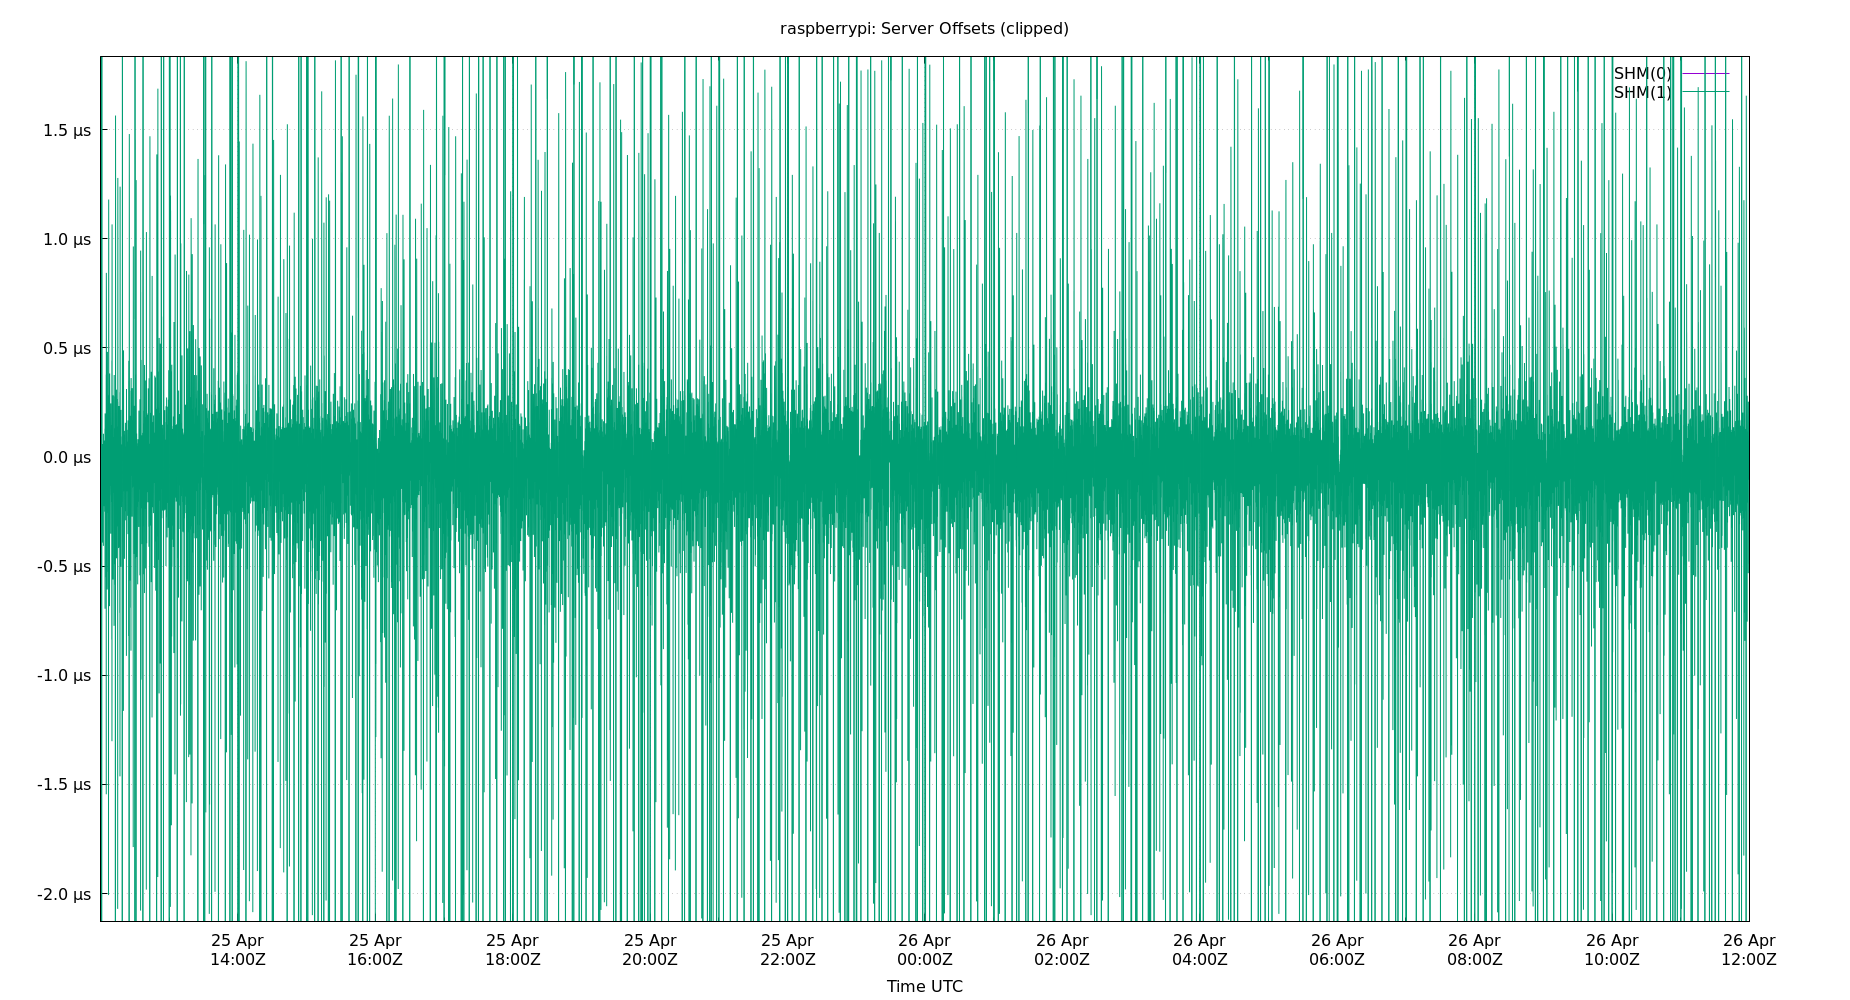 raspberrypi: Server Offsets (clipped)
SHM(0)
SHM(1)
1.5 µs
1.0 µs
0.5 µs
0.0 µs
-0.5 µs
-1.0 µs
-1.5 µs
-2.0 µs
25 Apr 25 Apr 25 Apr 25 Apr 25 Apr 26 Apr 26 Apr 26 Apr 26 Apr 26 Apr 26 Apr 26 Apr
14:00Z 16:00Z 18:00Z 20:00Z 22:00Z 00:00Z 02:00Z 04:00Z 06:00Z 08:00Z 10:00Z 12:00Z
Time UTC